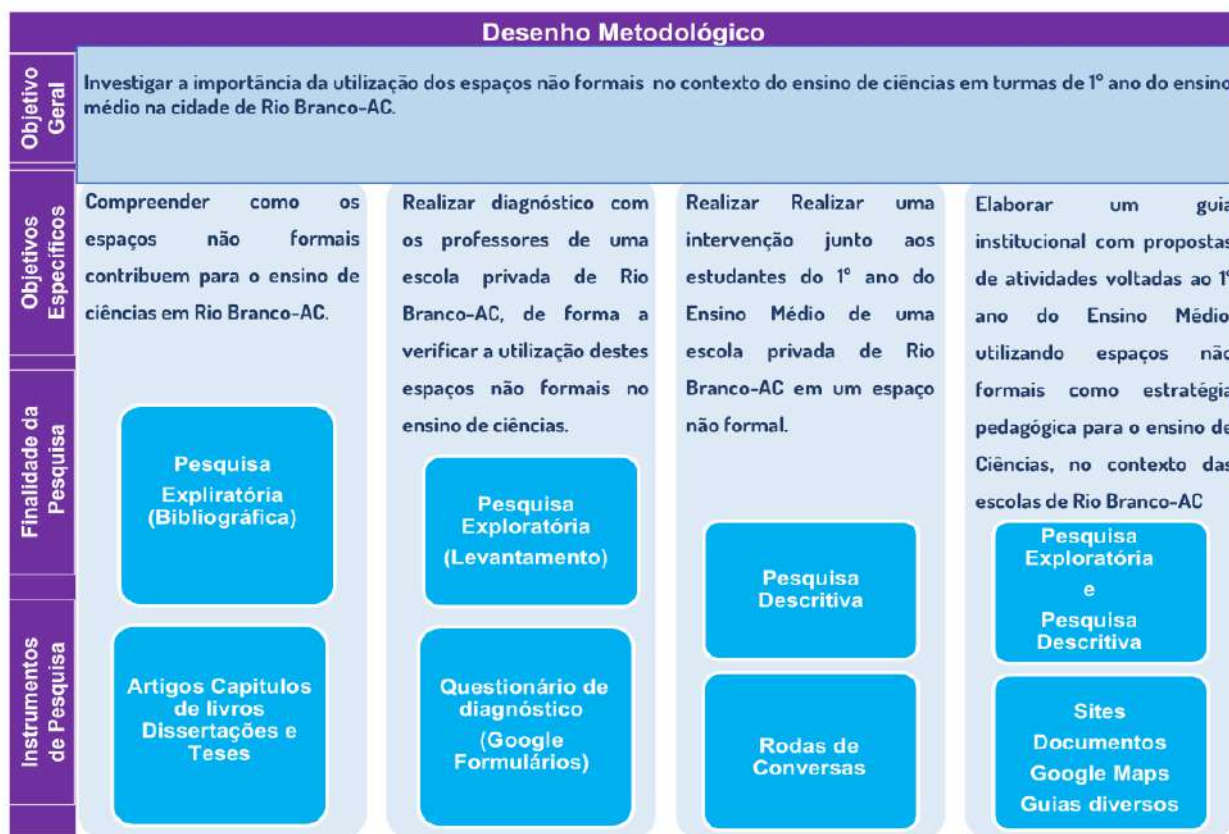 Desenho Metodológico
Objetivo
Geral
Investigar a importância da utilização dos espaços não formais no contexto do ensino de ciências em turmas de 1º ano do ensino
médio na cidade de Rio Branco-AC.
Objetivos
Específicos
Compreender como os
espaços não formais
contribuem para o ensino de
ciências em Rio Branco-AC.
Realizar diagnóstico com
os professores de uma
escola privada de Rio
Branco-AC, de forma a
verificar a utilização destes
espaços não formais no
ensino de ciências.
Realizar Realizar uma
intervenção junto aos
estudantes do 1º ano do
Ensino Médio de uma
escola privada de Rio
Branco-AC em um espaço
não formal.
Elaborar um guia
institucional com propostas
de atividades voltadas ao 1º
ano do Ensino Médio
utilizando espaços não
formais como estratégia
pedagógica para o ensino de
Ciências, no contexto das
escolas de Rio Branco-AC
Finalidade da
Pesquisa
Pesquisa
Expliratória
(Bibliográfica)
Pesquisa
Exploratória
(Levantamento)
Pesquisa
Descritiva
Pesquisa
Exploratória
e
Pesquisa
Descritiva
Instrumentos
de Pesquisa
Artigos Capitulos
de livros
Dissertações e
Teses
Questionário de
diagnóstico
(Google
Formulários)
Rodas de
Conversas
Sites
Documentos
Google Maps
Guias diversos